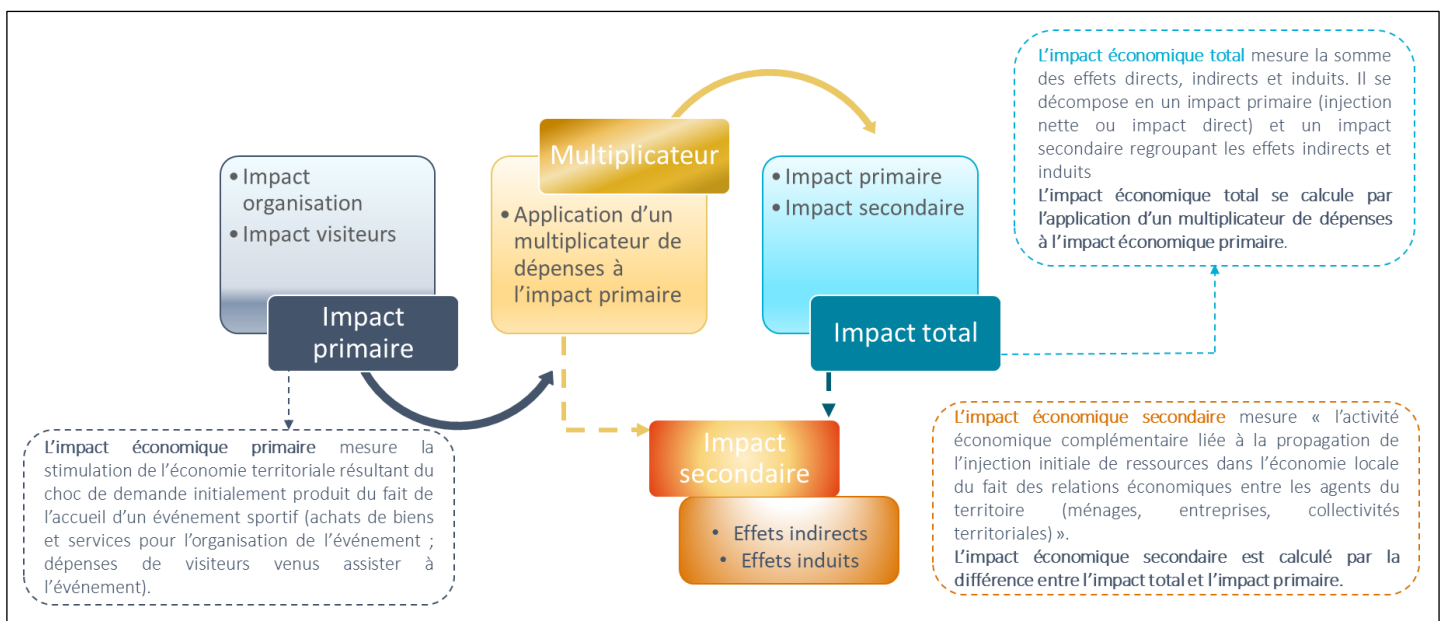 L’impact économique total mesure la somme
des effets directs, indirects et induits. Il se
décompose en un impact primaire (injection
nette ou impact direct) et un impact
secondaire regroupant les effets indirects et
induits
L’impact économique total se calcule par
l’application d’un multiplicateur de dépenses
à l’impact économique primaire.
• Impact
organisation
• Impact visiteurs
Impact
primaire
Multiplicateur
• Application d’un
multiplicateur de
dépenses à
l’impact primaire
• Impact primaire
• Impact secondaire
Impact total
L’impact économique primaire mesure la
stimulation de l’économie territoriale résultant du
choc de demande initialement produit du fait de
l’accueil d’un événement sportif (achats de biens
et services pour l’organisation de l’événement ;
dépenses de visiteurs venus assister à
l’événement).
Impact
secondaire
• Effets indirects
• Effets induits
L’impact économique secondaire mesure « l’activité
économique complémentaire liée à la propagation de
l’injection initiale de ressources dans l’économie locale
du fait des relations économiques entre les agents du
territoire (ménages, entreprises, collectivités
territoriales) ».
L’impact économique secondaire est calculé par la
différence entre l’impact total et l’impact primaire.